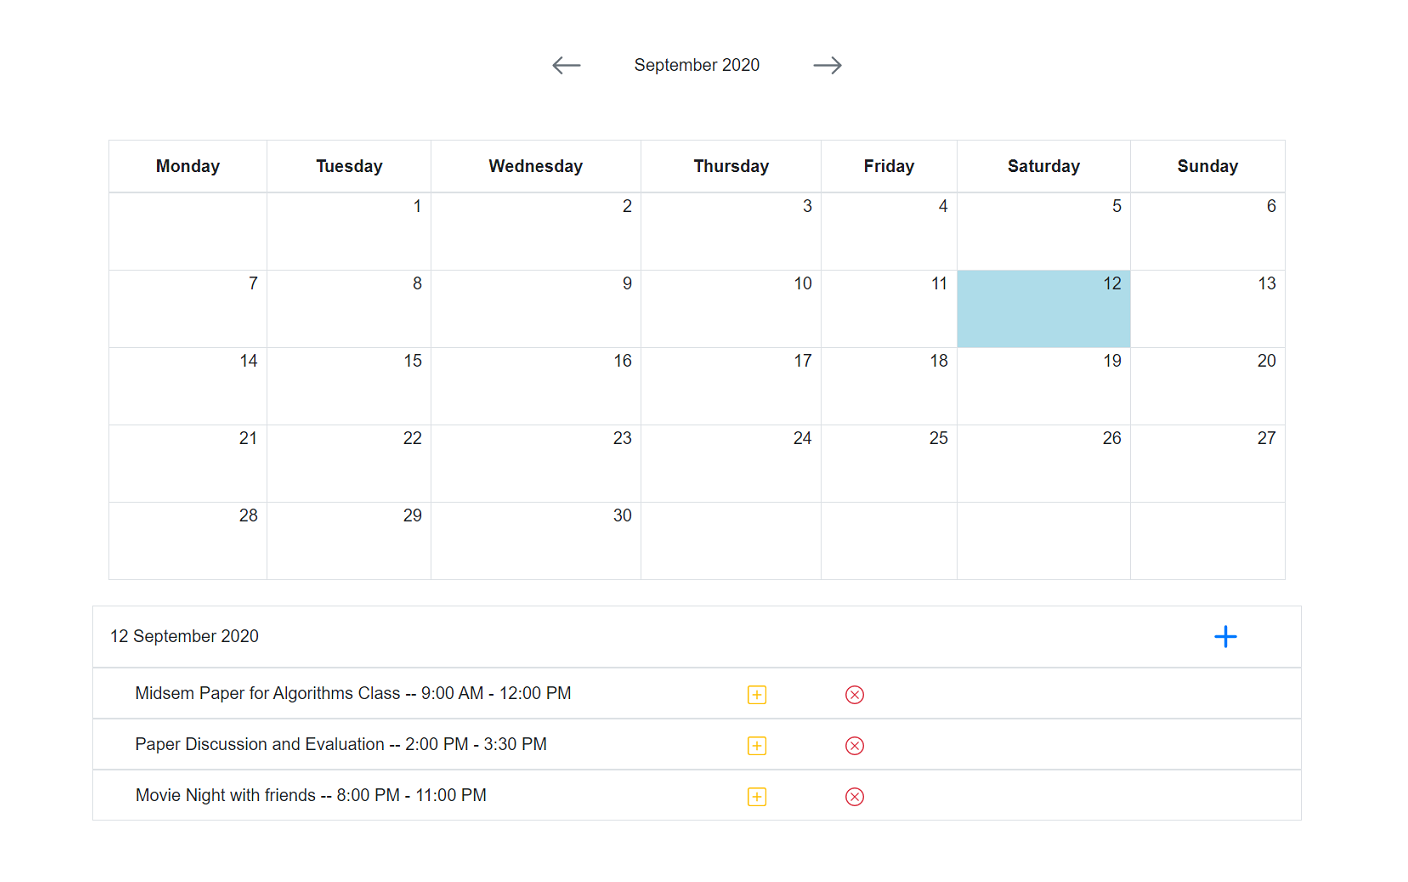 September 2020
Monday Tuesday Wednesday Thursday Friday Saturday Sunday
1 2 3 4 5 6
7 8 9 10 11 12 13
14 15 16 17 18 19 20
21 22 23 24 25 26 27
28 29 30
12 September 2020
Midsem Paper for Algorithms Class -- 9:00 AM - 12:00 PM
Paper Discussion and Evaluation -- 2:00 PM - 3:30 PM
Movie Night with friends -- 8:00 PM - 11:00 PM